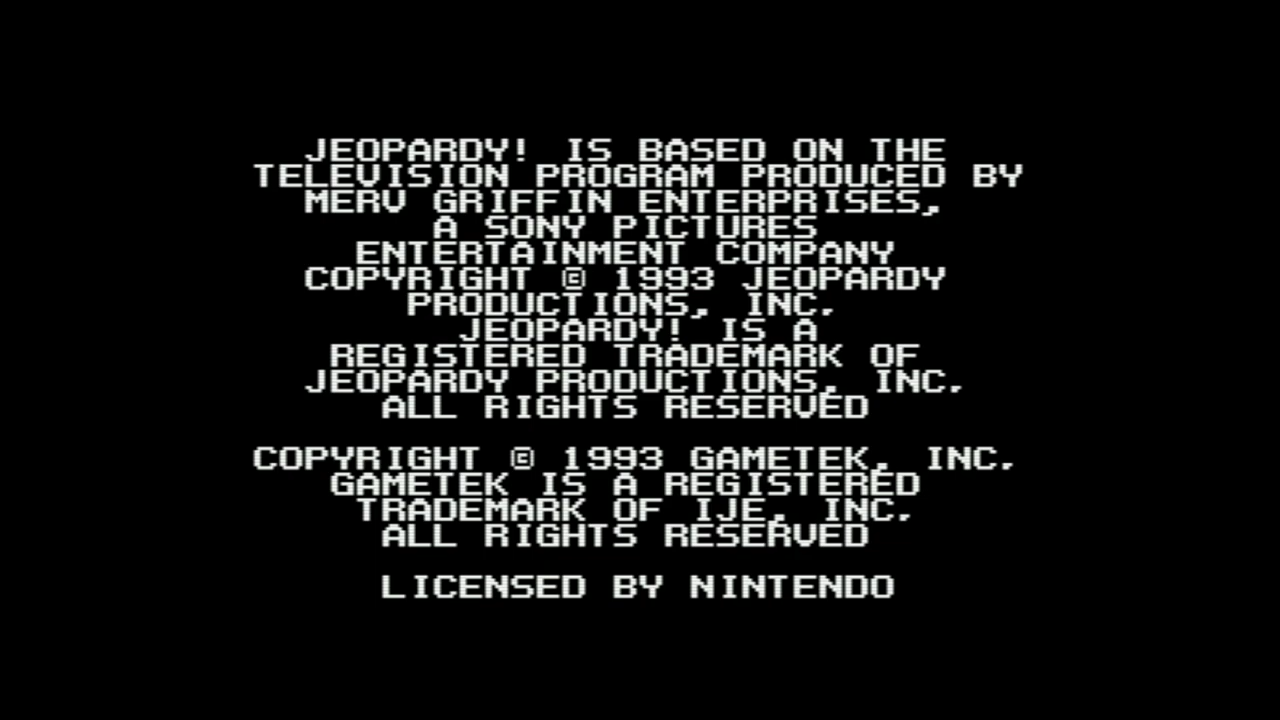 JEOPARDY! IS BASED ON THE
TELEVISION PROGRAM PRODUCED BY
MERV GRIFFIN ENTERPRISES,
A SONY PICTURES
ENTERTAINMENT COMPANY
COPYRIGHT © 1993 JEOPARDY
PRODUCTIONS, INC.
JEOPARDY! IS A
REGISTERED TRADEMARK OF
JEOPARDY PRODUCTIONS, INC.
ALL RIGHTS RESERVED
COPYRIGHT © 1993 GAMETEK, INC.
GAMETEK IS A REGISTERED
TRADEMARK OF IJE, INC.
ALL RIGHTS RESERVED
LICENSED BY NINTENDO